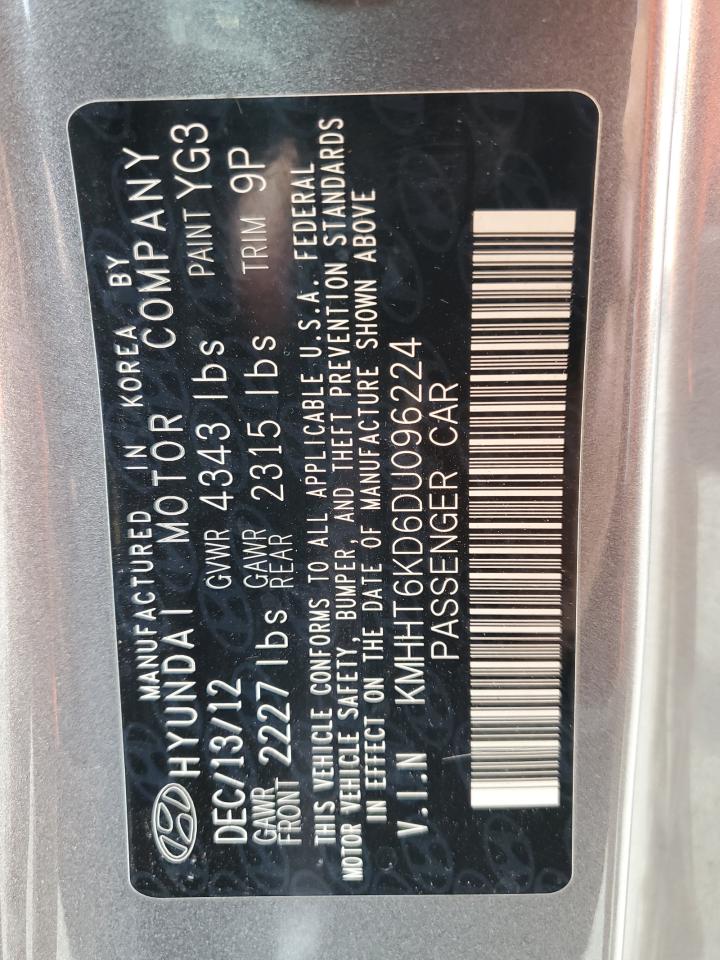 MANUFACTURED IN KOREA BY
HYUNDAI MOTOR COMPANY
DEC/13/12 GVWR 4343 lbs PAINT YG3
GAWR FRONT 2227 lbs GAWR REAR 2315 lbs TRIM 9P
THIS VEHICLE CONFORMS TO ALL APPLICABLE U.S.A. FEDERAL
MOTOR VEHICLE SAFETY, BUMPER, AND THEFT PREVENTION STANDARDS
IN EFFECT ON THE DATE OF MANUFACTURE SHOWN ABOVE
V.I.N KMHHT6KD6DU096224
PASSENGER CAR